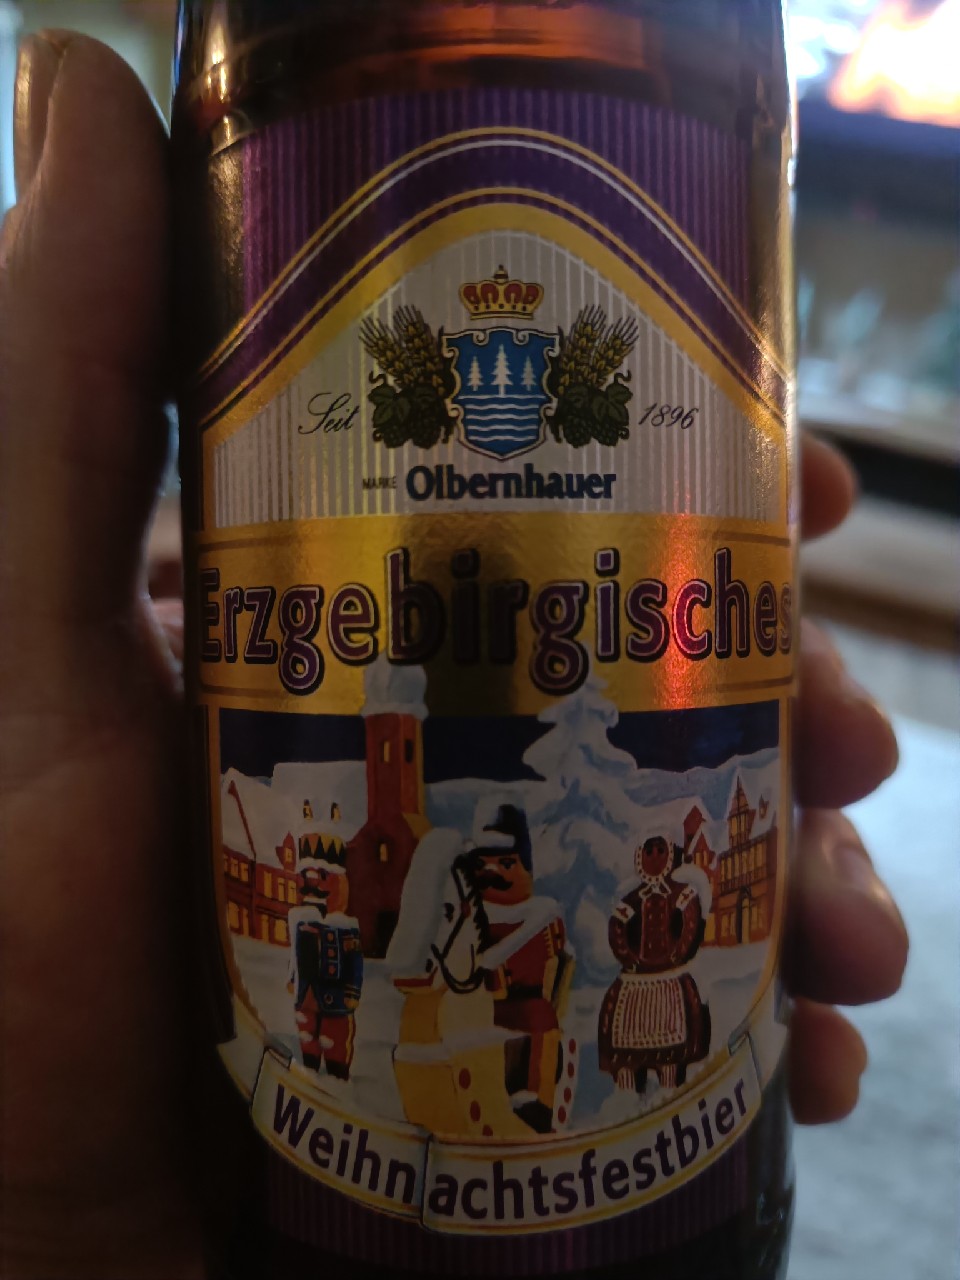 Seit 1896
MARKE Olbernhauer
Erzgebirgisches
Weihnachtsfestbier